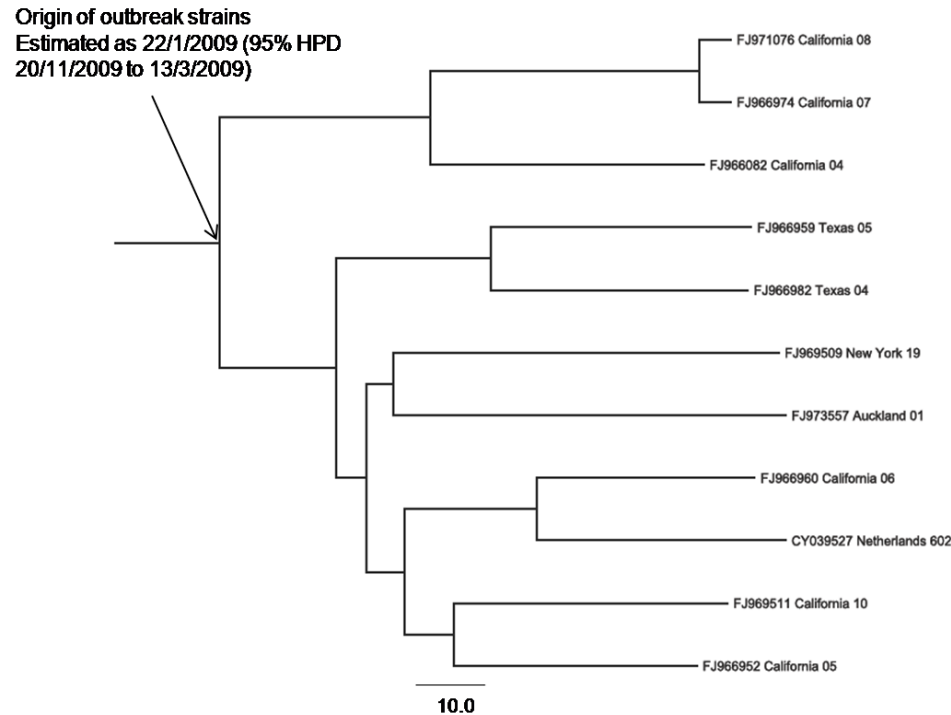 Origin of outbreak strains
Estimated as 22/1/2009 (95% HPD
20/11/2009 to 13/3/2009)
FJ971076 California 08
FJ966974 California 07
FJ966082 California 04
FJ966959 Texas 05
FJ966982 Texas 04
FJ969509 New York 19
FJ973557 Auckland 01
FJ966960 California 06
CY039527 Netherlands 602
FJ969511 California 10
FJ966952 California 05
10.0